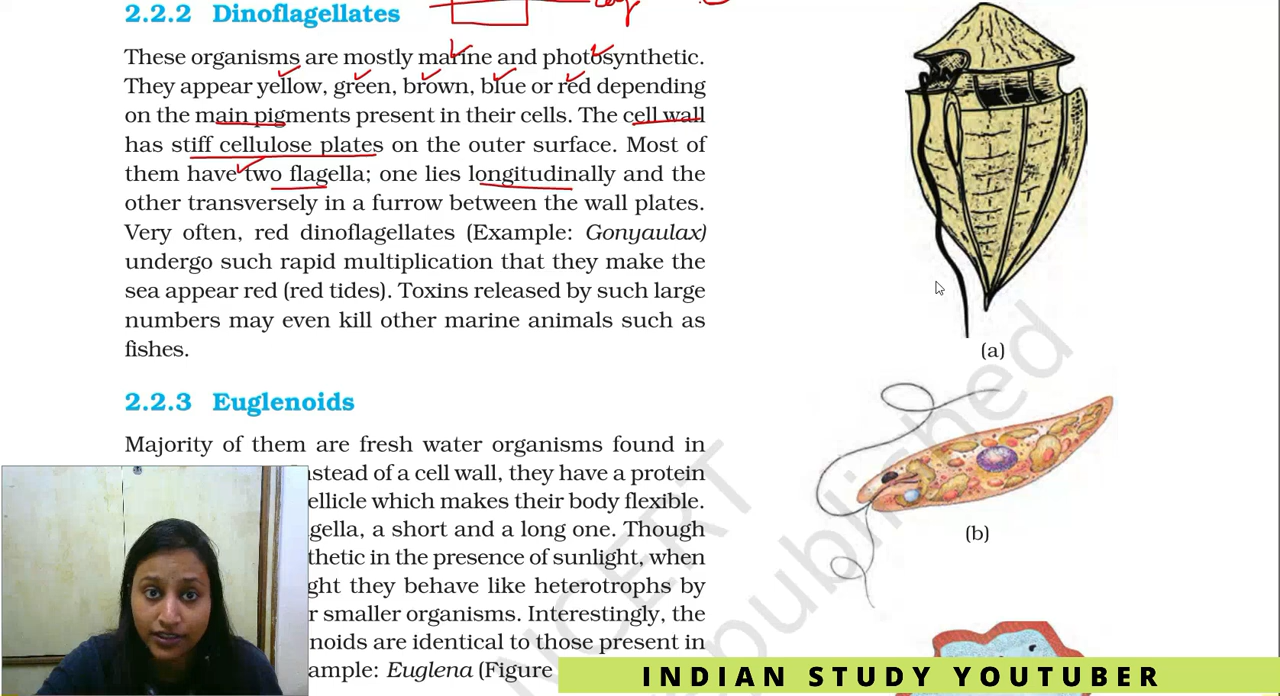 2.2.2 Dinoflagellates
These organisms are mostly marine and photosynthetic.
They appear yellow, green, brown, blue or red depending
on the main pigments present in their cells. The cell wall
has stiff cellulose plates on the outer surface. Most of
them have two flagella; one lies longitudinally and the
other transversely in a furrow between the wall plates.
Very often, red dinoflagellates (Example: Gonyaulax)
undergo such rapid multiplication that they make the
sea appear red (red tides). Toxins released by such large
numbers may even kill other marine animals such as
fishes.
(a)
2.2.3 Euglenoids
Majority of them are fresh water organisms found in
nstead of a cell wall, they have a protein
ellicle which makes their body flexible.
gella, a short and a long one. Though
thetic in the presence of sunlight, when
ght they behave like heterotrophs by
r smaller organisms. Interestingly, the
noids are identical to those present in
ample: Euglena (Figure
(b)
NCERT
published
INDIAN STUDY YOUTUBER